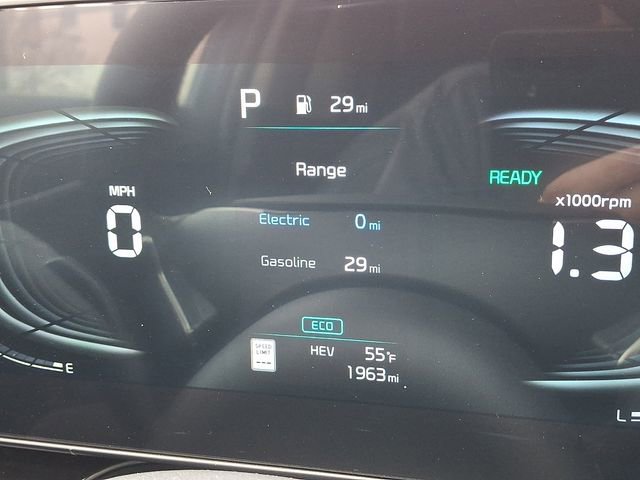 P 29 mi
Range
READY
MPH
x1000rpm
0
Electric 0 mi
1.3
Gasoline 29 mi
ECO
SPEED
LIMIT
---
HEV 55°F
1963 mi
E
L